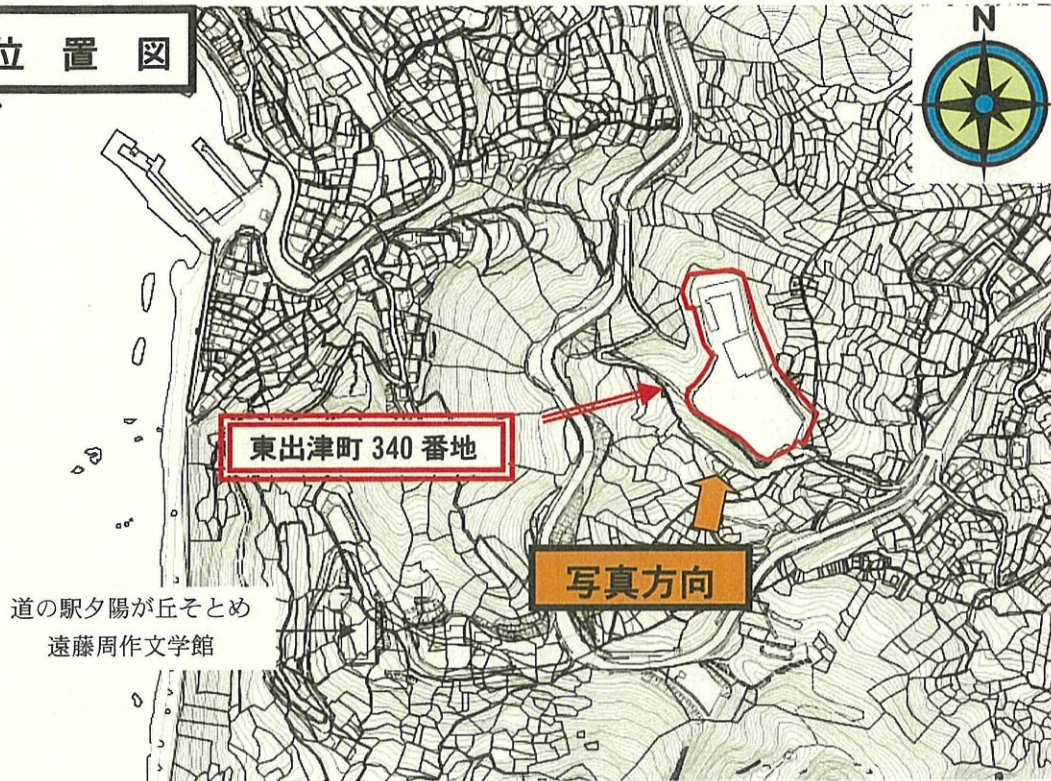 位置図
N
東出津町 340 番地
写真方向
道の駅夕陽が丘そとめ
遠藤周作文学館